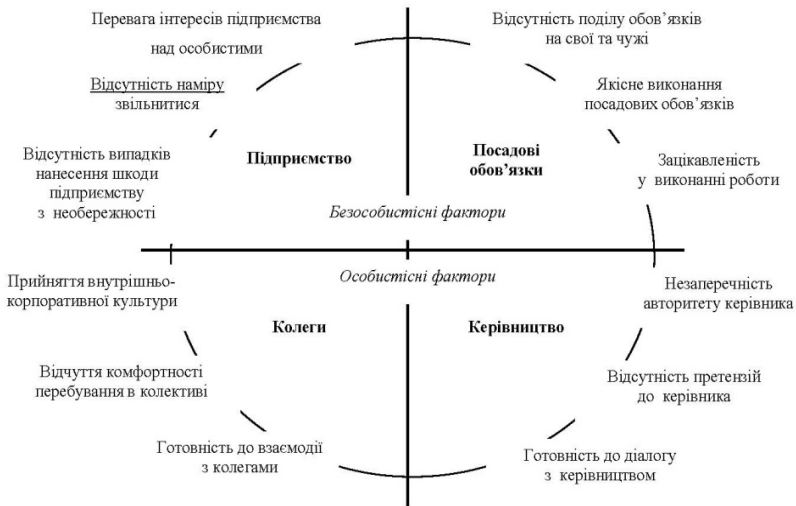 Перевага інтересів підприємства
над особистими
Відсутність наміру
звільнитися
Відсутність випадків
нанесення шкоди
підприємству
з необережності
Підприємство
Відсутність поділу обов’язків
на свої та чужі
Якісне виконання
посадових обов’язків
Зацікавленість
у виконанні роботи
Посадові
обов’язки
Безособистісні фактори
Особистісні фактори
Прийняття внутрішньо-
корпоративної культури
Відчуття комфортності
перебування в колективі
Готовність до взаємодії
з колегами
Колеги
Керівництво
Незаперечність
авторитету керівника
Відсутність претензій
до керівника
Готовність до діалогу
з керівництвом